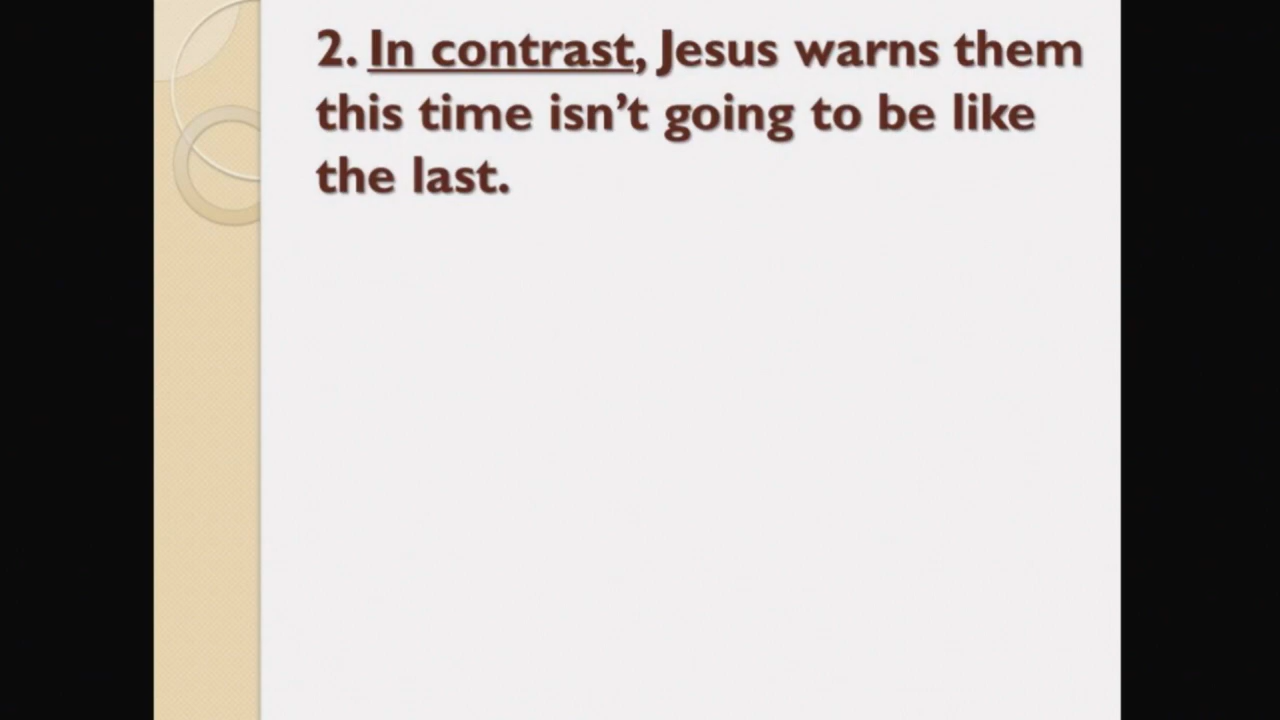 2. In contrast, Jesus warns them
this time isn’t going to be like
the last.